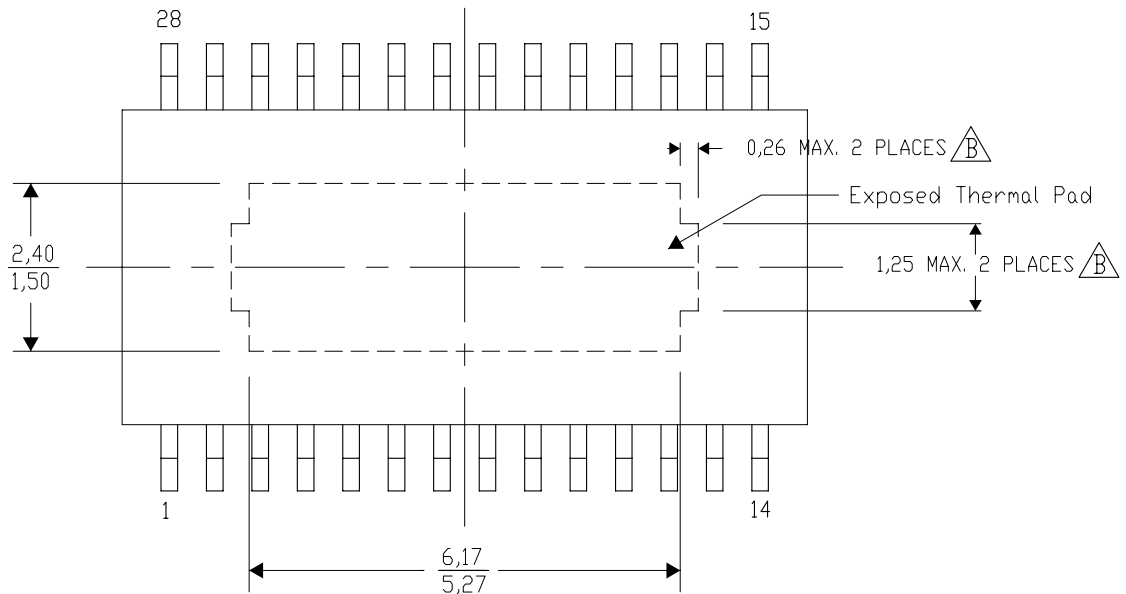 28
15
0,26 MAX. 2 PLACES B
Exposed Thermal Pad
2,40
1,50
1,25 MAX. 2 PLACES B
1
14
6,17
5,27